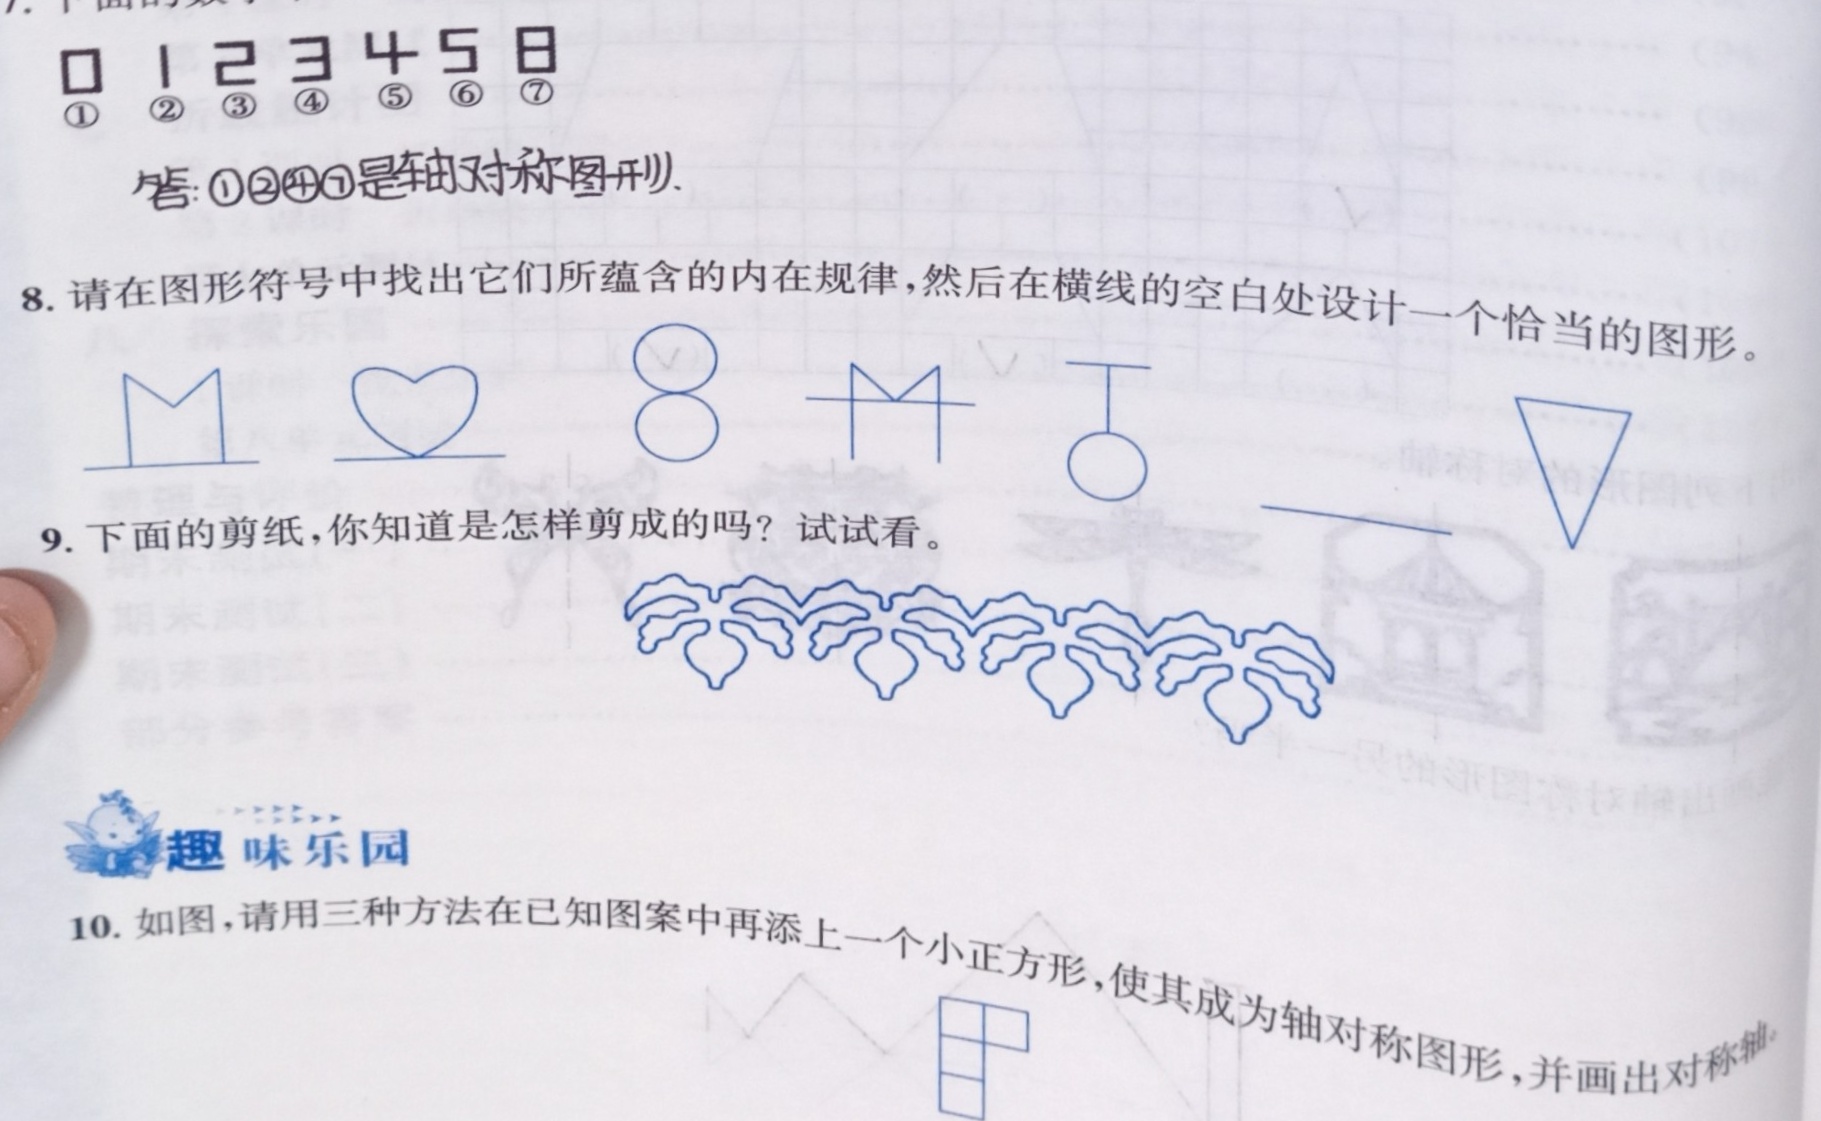 7. 下面的数
0 1 2 3 4 5 8
① ② ③ ④ ⑤ ⑥ ⑦
答:①②④⑦是轴对称图形.
8. 请在图形符号中找出它们所蕴含的内在规律,然后在横线的空白处设计一个恰当的图形。
9. 下面的剪纸,你知道是怎样剪成的吗? 试试看。
趣味乐园
10. 如图,请用三种方法在已知图案中再添上一个小正方形,使其成为轴对称图形,并画出对称轴。